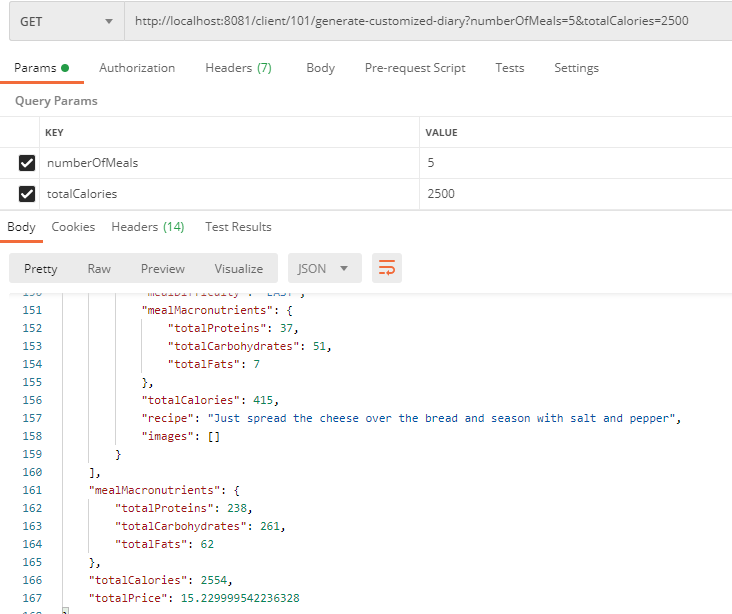 GET http://localhost:8081/client/101/generate-customized-diary?numberOfMeals=5&totalCalories=2500
Params Authorization Headers (7) Body Pre-request Script Tests Settings
Query Params
KEY VALUE
numberOfMeals 5
totalCalories 2500
Body Cookies Headers (14) Test Results
Pretty Raw Preview Visualize JSON
150 "mealDifficulty": "EASY",
151 "mealMacronutrients": {
152 "totalProteins": 37,
153 "totalCarbohydrates": 51,
154 "totalFats": 7
155 },
156 "totalCalories": 415,
157 "recipe": "Just spread the cheese over the bread and season with salt and pepper",
158 "images": []
159 }
160 ],
161 "mealMacronutrients": {
162 "totalProteins": 238,
163 "totalCarbohydrates": 261,
164 "totalFats": 62
165 },
166 "totalCalories": 2554,
167 "totalPrice": 15.229999542236328
168 }